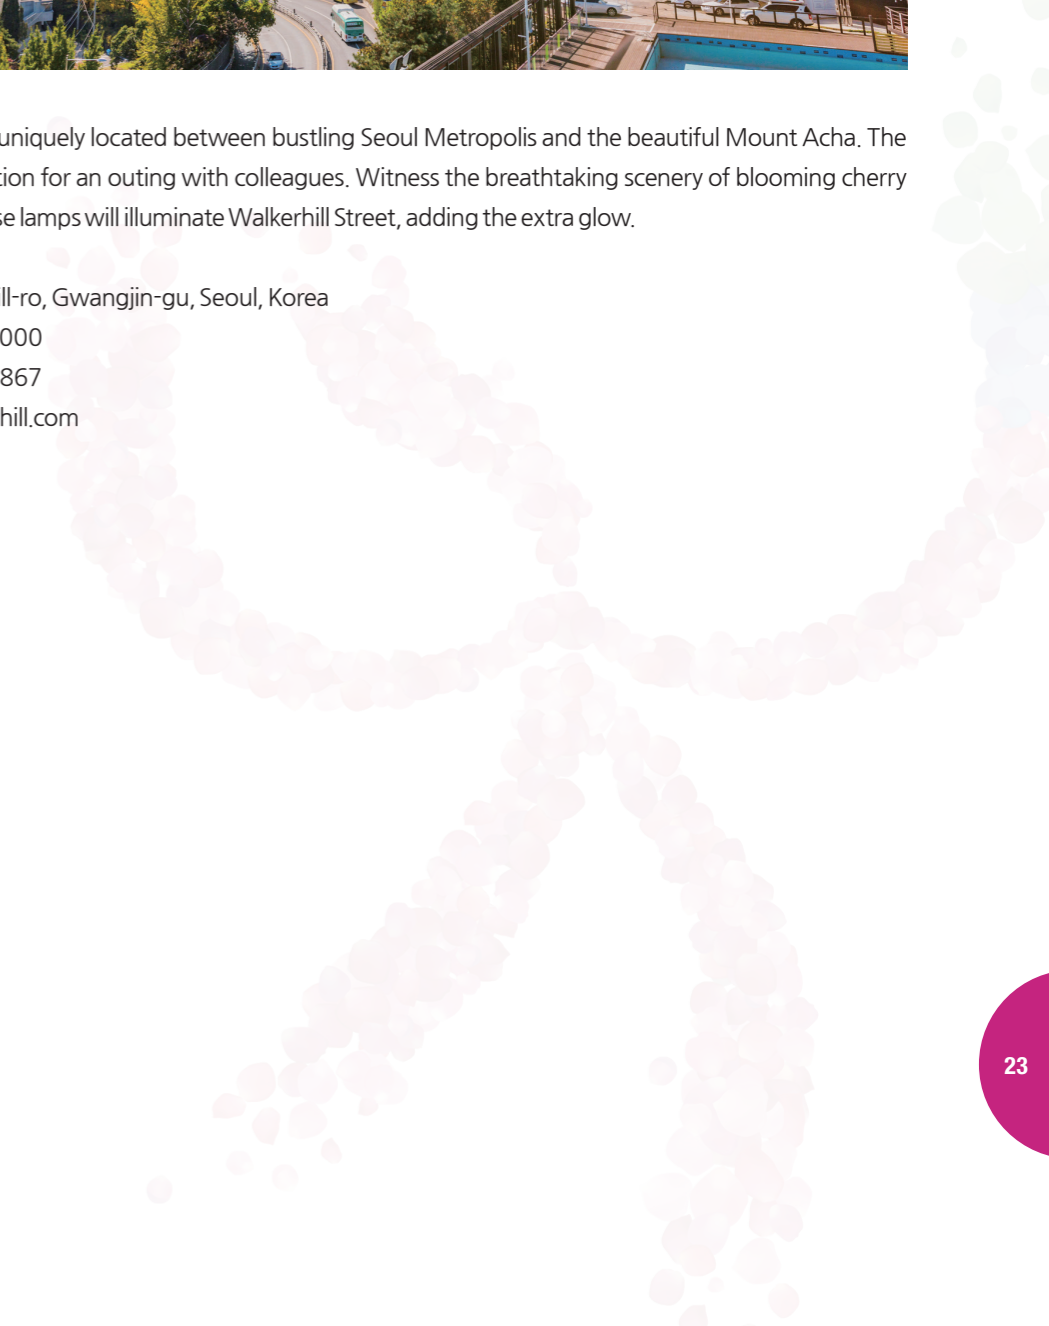 uniquely located between bustling Seoul Metropolis and the beautiful Mount Acha. The
tion for an outing with colleagues. Witness the breathtaking scenery of blooming cherry
se lamps will illuminate Walkerhill Street, adding the extra glow.
ill-ro, Gwangjin-gu, Seoul, Korea
000
867
hill.com
23